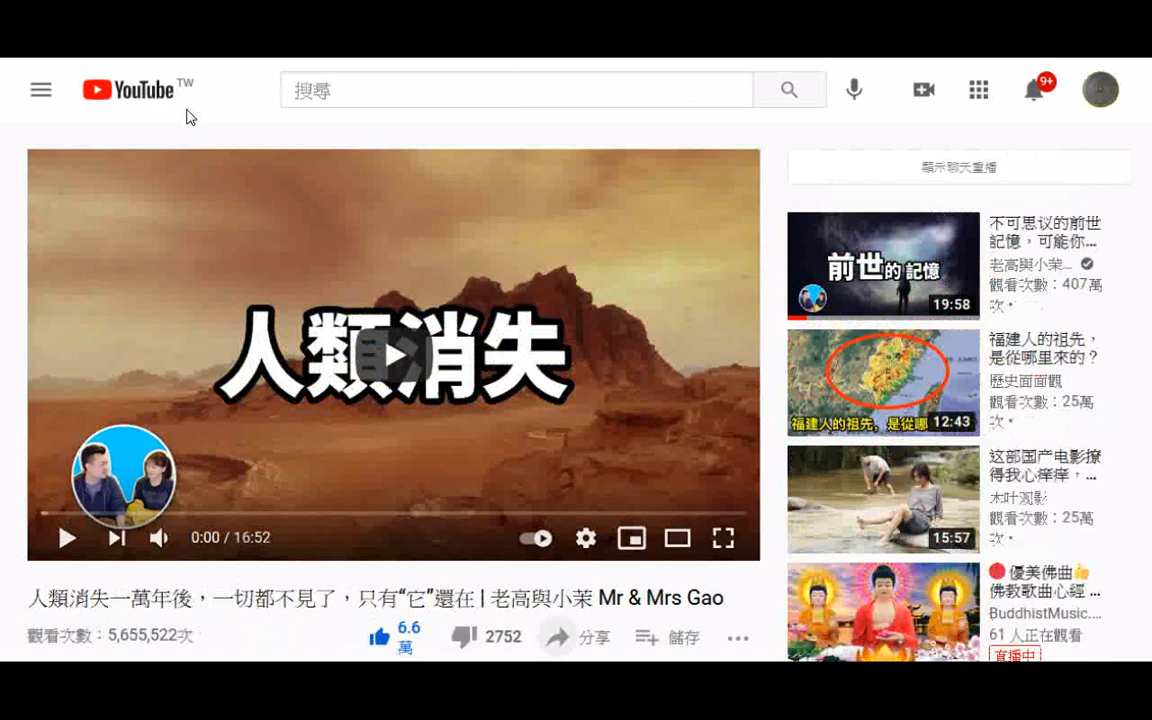 YouTube TW
搜尋
9+
人類消失
0:00 / 16:52
人類消失一萬年後，一切都不見了，只有“它”還在 | 老高與小茉 Mr & Mrs Gao
觀看次數：5,655,522次
6.6
萬
2752
分享
儲存
顯示聊天重播
前世的記憶
19:58
不可思议的前世
記憶，可能你...
老高與小茉...
觀看次數：407萬
次。
福建人的祖先，是從哪
12:43
福建人的祖先，
是從哪里來的？
歷史面面觀
觀看次數：25萬
次。
15:57
这部国产电影撩
得我心痒痒，...
木叶观影
觀看次數：25萬
次。
優美佛曲
佛教歌曲心經 ...
BuddhistMusic....
61 人正在觀看
直播中